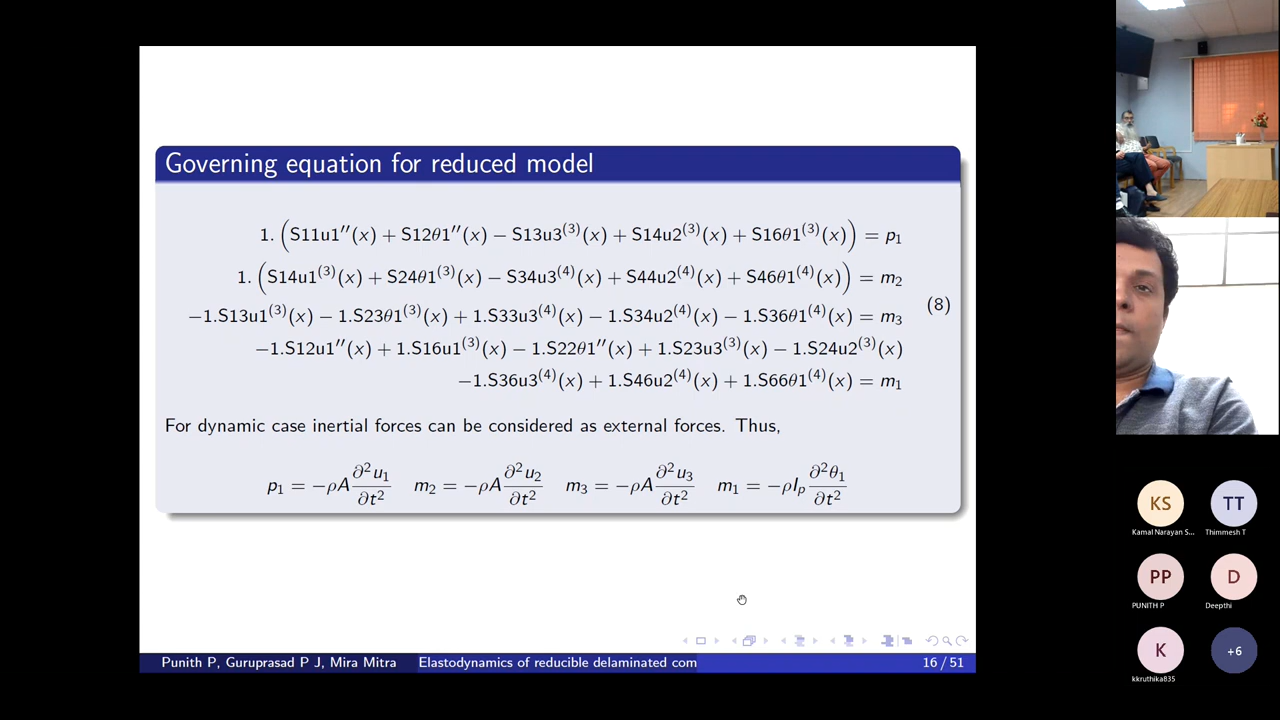 Governing equation for reduced model
1. (S11u1′′(x) + S12θ1′′(x) − S13u3⁽³⁾(x) + S14u2⁽³⁾(x) + S16θ1⁽³⁾(x)) = p₁
1. (S14u1⁽³⁾(x) + S24θ1⁽³⁾(x) − S34u3⁽⁴⁾(x) + S44u2⁽⁴⁾(x) + S46θ1⁽⁴⁾(x)) = m₂
−1.S13u1⁽³⁾(x) − 1.S23θ1⁽³⁾(x) + 1.S33u3⁽⁴⁾(x) − 1.S34u2⁽⁴⁾(x) − 1.S36θ1⁽⁴⁾(x) = m₃
(8)
−1.S12u1′′(x) + 1.S16u1⁽³⁾(x) − 1.S22θ1′′(x) + 1.S23u3⁽³⁾(x) − 1.S24u2⁽³⁾(x)
−1.S36u3⁽⁴⁾(x) + 1.S46u2⁽⁴⁾(x) + 1.S66θ1⁽⁴⁾(x) = m₁
For dynamic case inertial forces can be considered as external forces. Thus,
p₁ = −ρA ∂²u₁/∂t² m₂ = −ρA ∂²u₂/∂t² m₃ = −ρA ∂²u₃/∂t² m₁ = −ρIₚ ∂²θ₁/∂t²
Punith P, Guruprasad P J, Mira Mitra Elastodynamics of reducible delaminated com 16 / 51
KS TT
Kamal Narayan S... Thimmesh T
PP D
PUNITH P Deepthi
K +6
kkruthika835